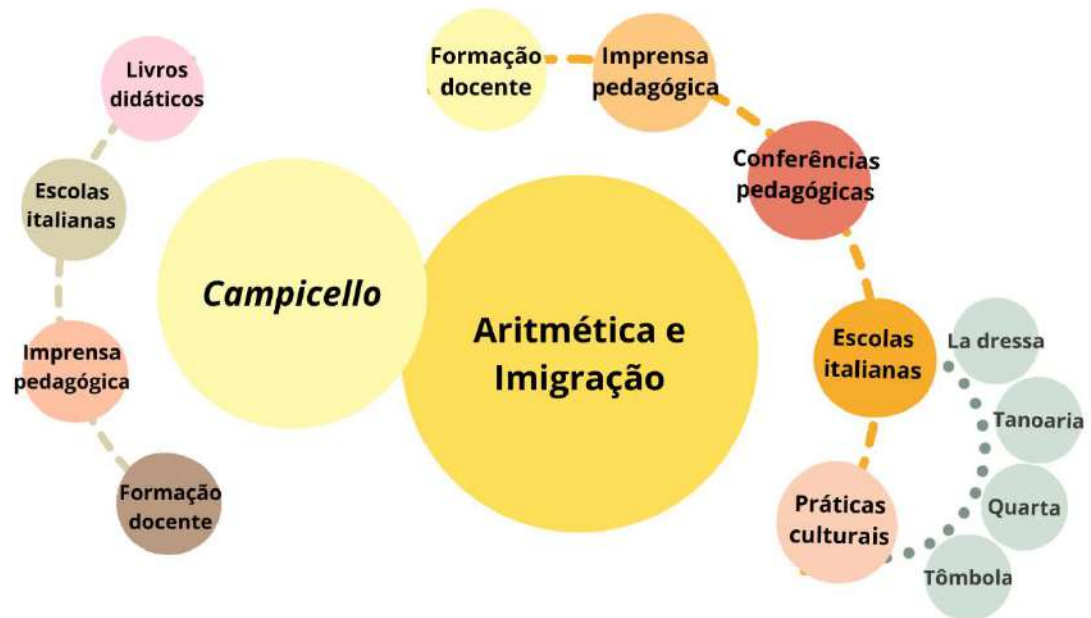 Livros
didáticos
Escolas
italianas
Imprensa
pedagógica
Formação
docente
Campicello
Aritmética e
Imigração
Formação
docente
Imprensa
pedagógica
Conferências
pedagógicas
Escolas
italianas
Práticas
culturais
La dressa
Tanoaria
Quarta
Tômbola